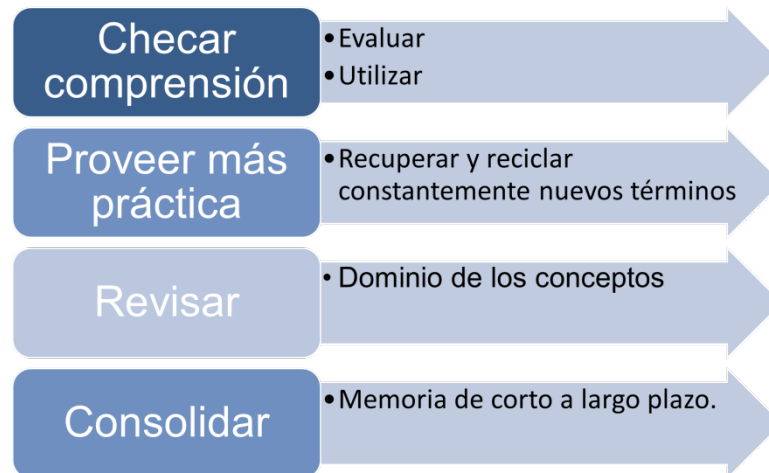 Checar
comprensión
•Evaluar
•Utilizar
Proveer más
práctica
•Recuperar y reciclar
constantemente nuevos términos
Revisar
• Dominio de los conceptos
Consolidar
•Memoria de corto a largo plazo.